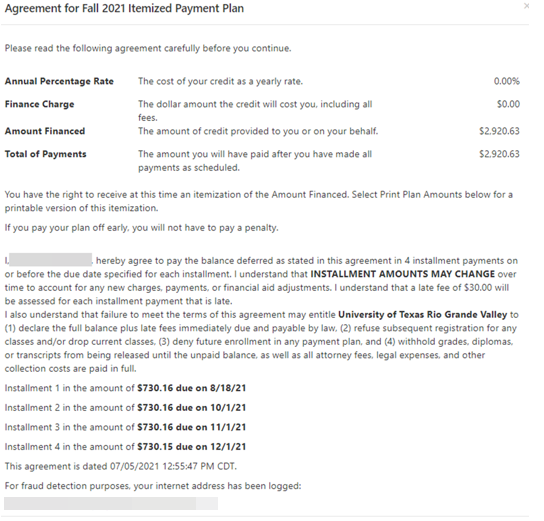 Agreement for Fall 2021 Itemized Payment Plan
Please read the following agreement carefully before you continue.
Annual Percentage Rate The cost of your credit as a yearly rate. 0.00%
Finance Charge The dollar amount the credit will cost you, including all $0.00
fees.
Amount Financed The amount of credit provided to you or on your behalf. $2,920.63
Total of Payments The amount you will have paid after you have made all $2,920.63
payments as scheduled.
You have the right to receive at this time an itemization of the Amount Financed. Select Print Plan Amounts below for a
printable version of this itemization.
If you pay your plan off early, you will not have to pay a penalty.
I, , hereby agree to pay the balance deferred as stated in this agreement in 4 installment payments on
or before the due date specified for each installment. I understand that INSTALLMENT AMOUNTS MAY CHANGE over
time to account for any new charges, payments, or financial aid adjustments. I understand that a late fee of $30.00 will
be assessed for each installment payment that is late.
I also understand that failure to meet the terms of this agreement may entitle University of Texas Rio Grande Valley to
(1) declare the full balance plus late fees immediately due and payable by law, (2) refuse subsequent registration for any
classes and/or drop current classes, (3) deny future enrollment in any payment plan, and (4) withhold grades, diplomas,
or transcripts from being released until the unpaid balance, as well as all attorney fees, legal expenses, and other
collection costs are paid in full.
Installment 1 in the amount of $730.16 due on 8/18/21
Installment 2 in the amount of $730.16 due on 10/1/21
Installment 3 in the amount of $730.16 due on 11/1/21
Installment 4 in the amount of $730.15 due on 12/1/21
This agreement is dated 07/05/2021 12:55:47 PM CDT.
For fraud detection purposes, your internet address has been logged: